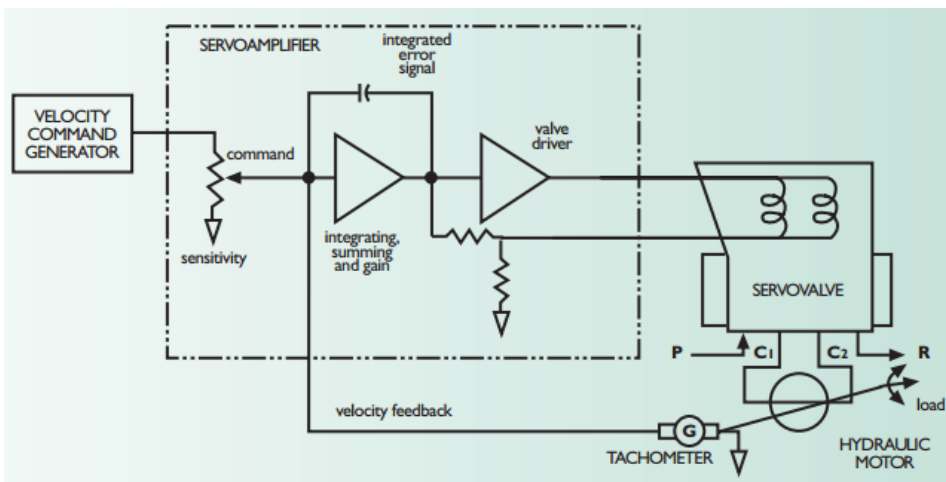 SERVOAMPLIFIER
integrated
error
signal
VELOCITY
COMMAND
GENERATOR
command
valve
driver
sensitivity
integrating,
summing
and gain
SERVOVALVE
P
C1
C2
R
load
velocity feedback
G
TACHOMETER
HYDRAULIC
MOTOR